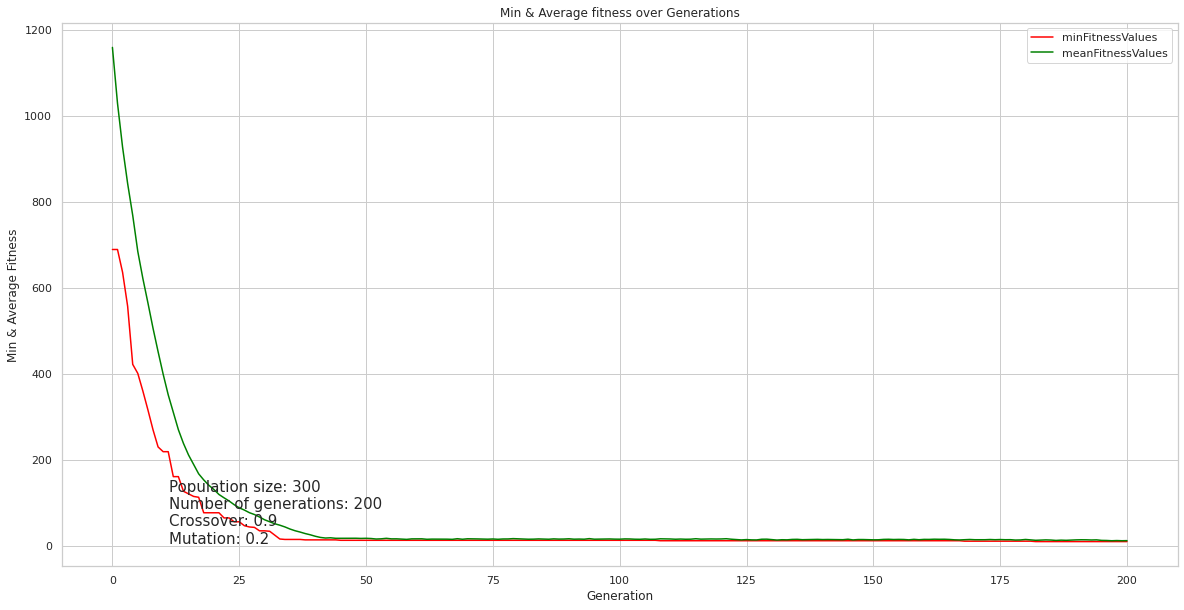 Min & Average fitness over Generations
minFitnessValues
meanFitnessValues
Min & Average Fitness
1200
1000
800
600
400
200
0
Population size: 300
Number of generations: 200
Crossover: 0.9
Mutation: 0.2
0 25 50 75 100 125 150 175 200
Generation